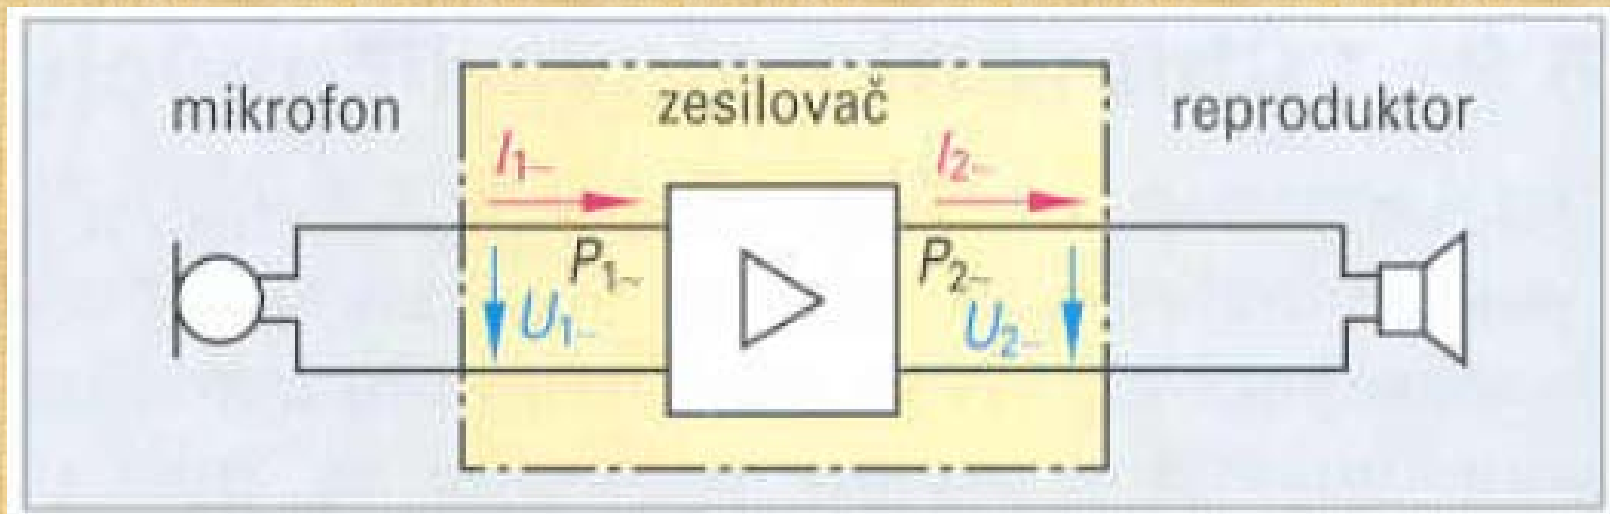 mikrofon
zesilovač
reproduktor
I1~
I2~
P1~
P2~
U1~
U2~